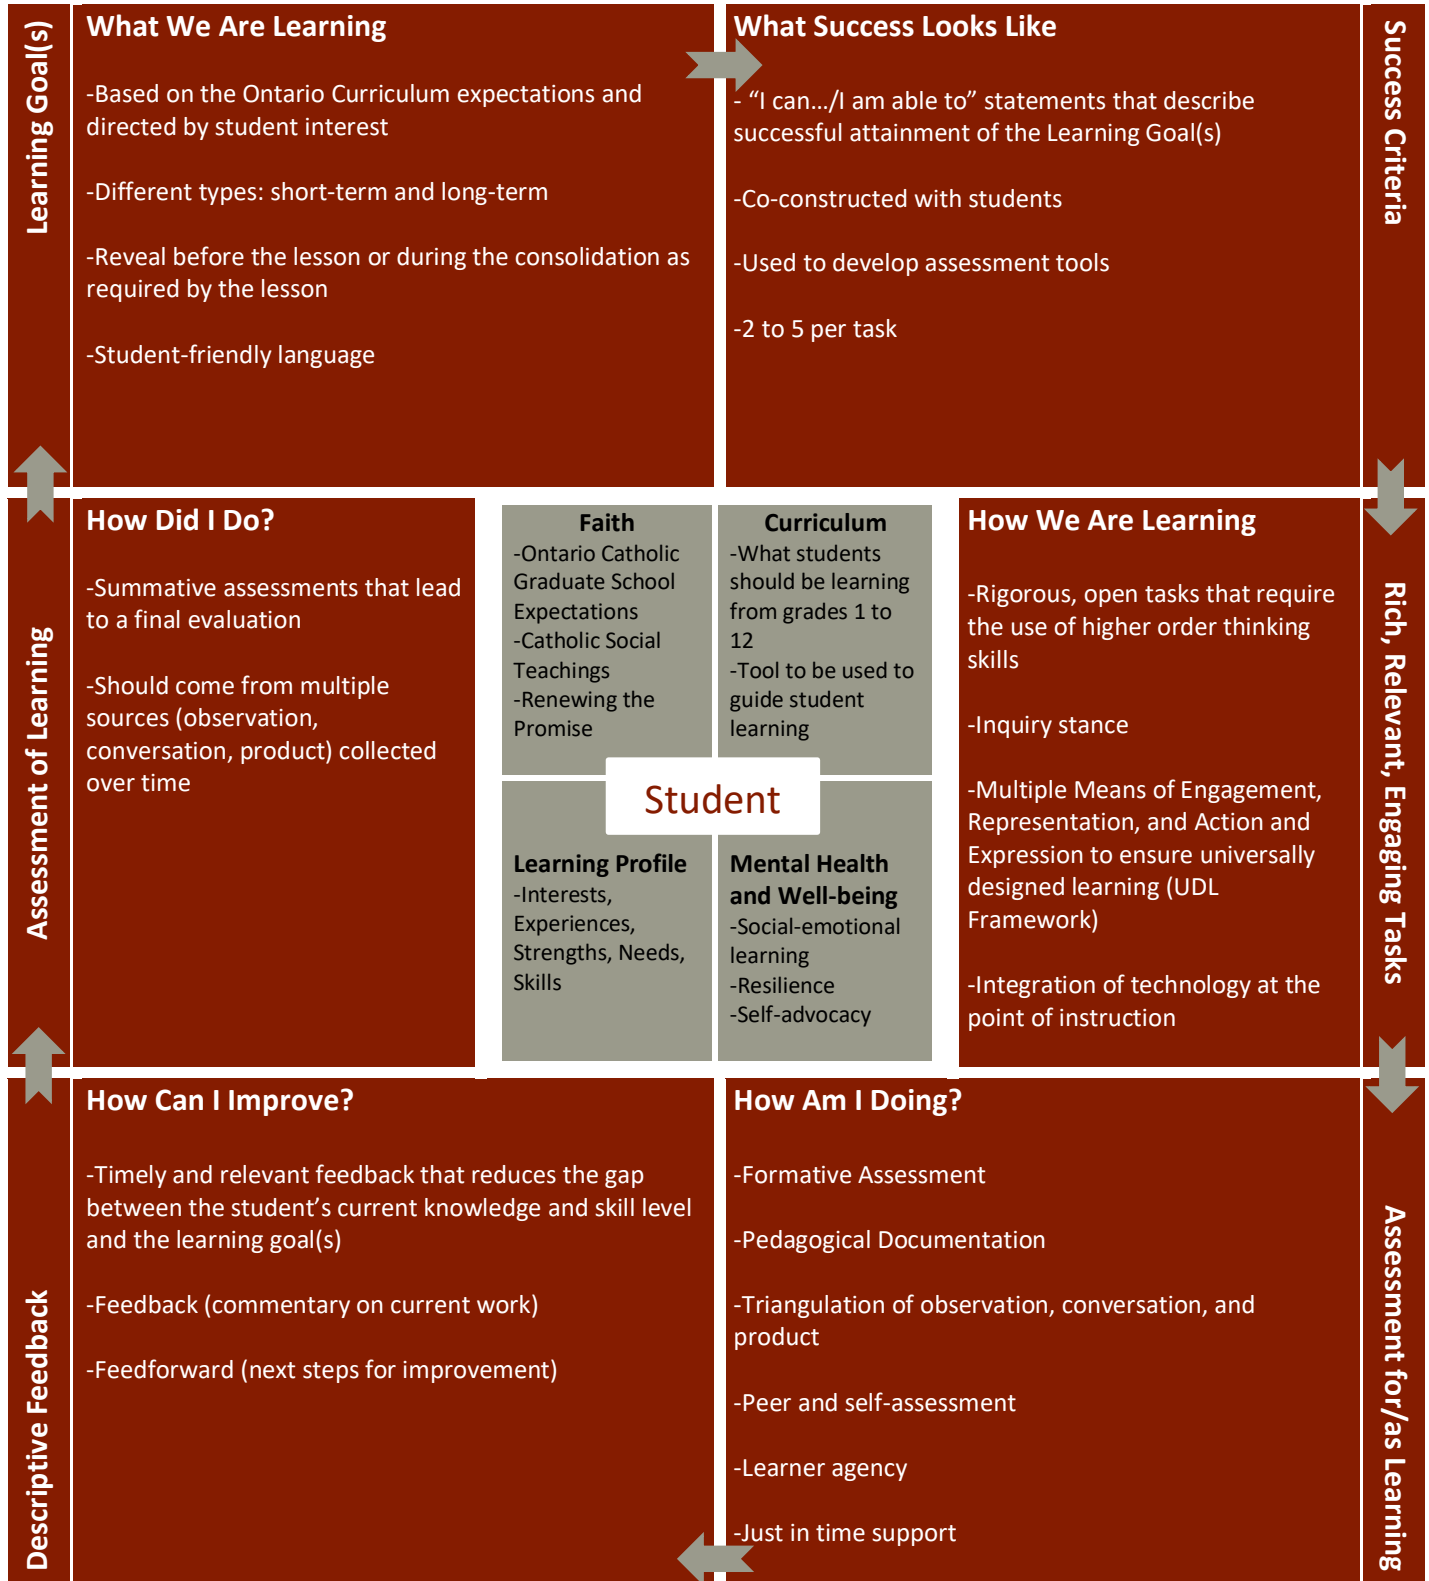 Learning Goal(s)
What We Are Learning
-Based on the Ontario Curriculum expectations and
directed by student interest
-Different types: short-term and long-term
-Reveal before the lesson or during the consolidation as
required by the lesson
-Student-friendly language
What Success Looks Like
- “I can…/I am able to” statements that describe
successful attainment of the Learning Goal(s)
-Co-constructed with students
-Used to develop assessment tools
-2 to 5 per task
Success Criteria
Assessment of Learning
How Did I Do?
-Summative assessments that lead
to a final evaluation
-Should come from multiple
sources (observation,
conversation, product) collected
over time
Faith
-Ontario Catholic
Graduate School
Expectations
-Catholic Social
Teachings
-Renewing the
Promise
Curriculum
-What students
should be learning
from grades 1 to
12
-Tool to be used to
guide student
learning
Student
Learning Profile
-Interests,
Experiences,
Strengths, Needs,
Skills
Mental Health
and Well-being
-Social-emotional
learning
-Resilience
-Self-advocacy
How We Are Learning
-Rigorous, open tasks that require
the use of higher order thinking
skills
-Inquiry stance
-Multiple Means of Engagement,
Representation, and Action and
Expression to ensure universally
designed learning (UDL
Framework)
-Integration of technology at the
point of instruction
Rich, Relevant, Engaging Tasks
Descriptive Feedback
How Can I Improve?
-Timely and relevant feedback that reduces the gap
between the student’s current knowledge and skill level
and the learning goal(s)
-Feedback (commentary on current work)
-Feedforward (next steps for improvement)
How Am I Doing?
-Formative Assessment
-Pedagogical Documentation
-Triangulation of observation, conversation, and
product
-Peer and self-assessment
-Learner agency
-Just in time support
Assessment for/as Learning